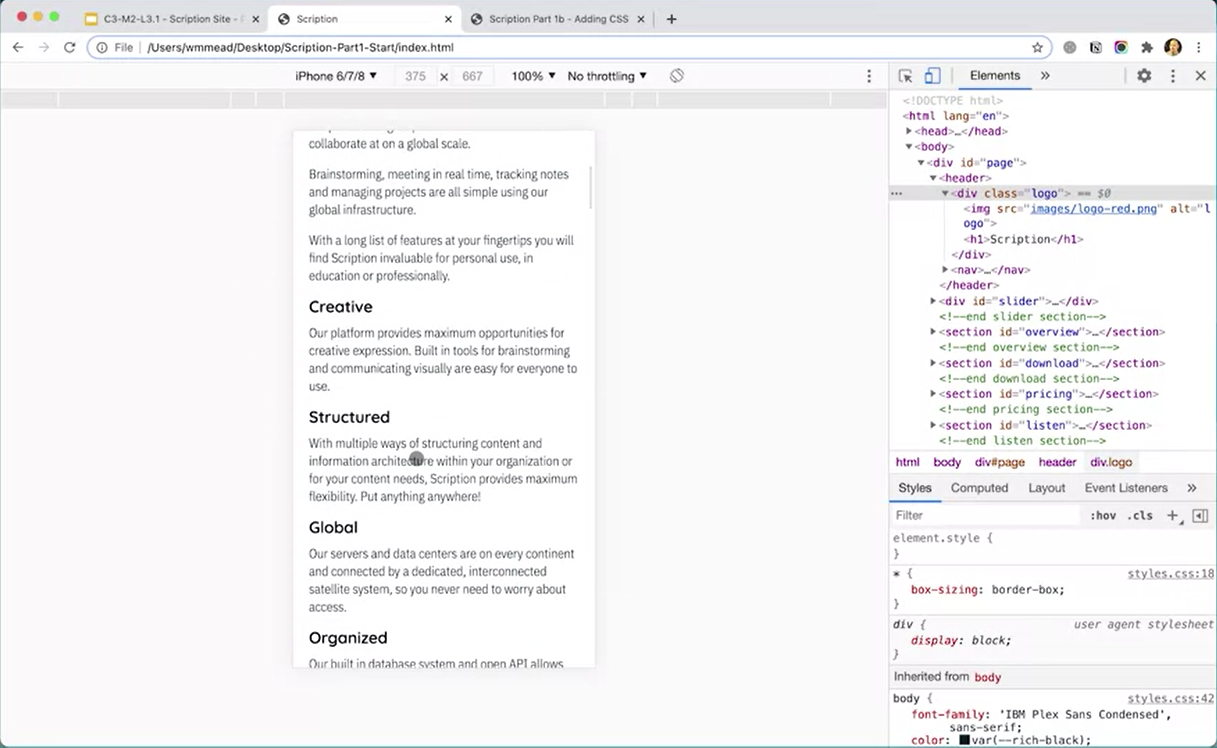 C3-M2-L3.1 - Scription Site -
Scription
Scription Part 1b - Adding CSS
File /Users/wmmead/Desktop/Scription-Part1-Start/index.html
iPhone 6/7/8 ▼ 375 × 667 100% ▼ No throttling ▼
Elements
collaborate at on a global scale.
Brainstorming, meeting in real time, tracking notes
and managing projects are all simple using our
global infrastructure.
With a long list of features at your fingertips you will
find Scription invaluable for personal use, in
education or professionally.
Creative
Our platform provides maximum opportunities for
creative expression. Built in tools for brainstorming
and communicating visually are easy for everyone to
use.
Structured
With multiple ways of structuring content and
information architecture within your organization or
for your content needs, Scription provides maximum
flexibility. Put anything anywhere!
Global
Our servers and data centers are on every continent
and connected by a dedicated, interconnected
satellite system, so you never need to worry about
access.
Organized
Our built in database system and open API allows
<!DOCTYPE html>
<html lang="en">
▶<head>…</head>
▼<body>
▼<div id="page">
▼<header>
▼<div class="logo"> == $0
<img src="images/logo-red.png" alt="l
ogo">
<h1>Scription</h1>
</div>
▶<nav>…</nav>
</header>
▶<div id="slider">…</div>
<!--end slider section-->
▶<section id="overview">…</section>
<!--end overview section-->
▶<section id="download">…</section>
<!--end download section-->
▶<section id="pricing">…</section>
<!--end pricing section-->
▶<section id="listen">…</section>
<!--end listen section-->
html body div#page header div.logo
Styles Computed Layout Event Listeners
Filter :hov .cls
element.style {
}
* { styles.css:18
box-sizing: border-box;
}
div { user agent stylesheet
display: block;
}
Inherited from body
body { styles.css:42
font-family: 'IBM Plex Sans Condensed',
sans-serif;
color: var(--rich-black);